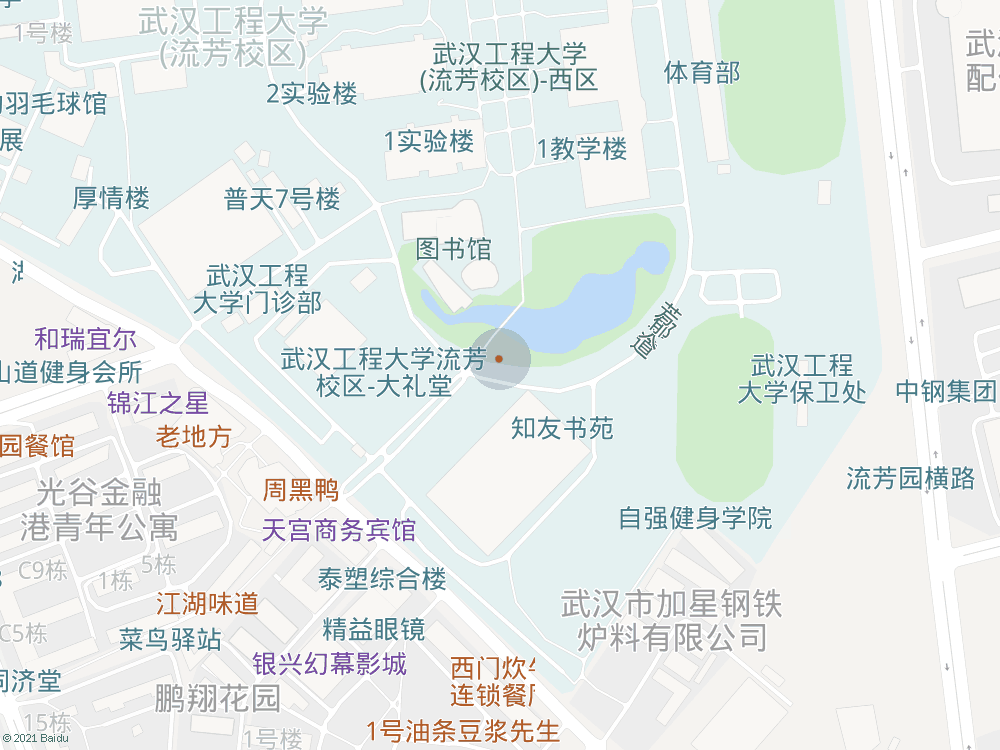 1号楼
武汉工程大学
(流芳校区)
武汉工程大学
(流芳校区)-西区
体育部
2实验楼
羽毛球馆
展
1实验楼
1教学楼
厚情楼
普天7号楼
图书馆
武汉工程
大学门诊部
芳郁道
和瑞宜尔
山道健身会所
武汉工程大学流芳
校区-大礼堂
武汉工程
大学保卫处
中钢集团
锦江之星
老地方
园餐馆
知友书苑
流芳园横路
周黑鸭
光谷金融
港青年公寓
天宫商务宾馆
自强健身学院
5栋
C9栋
1栋
泰塑综合楼
江湖味道
武汉市加星钢铁
炉料有限公司
C5栋
菜鸟驿站
精益眼镜
银兴幻幕影城
西门炊
连锁餐
同济堂
鹏翔花园
15栋
1号楼
1号油条豆浆先生
© 2021 Baidu